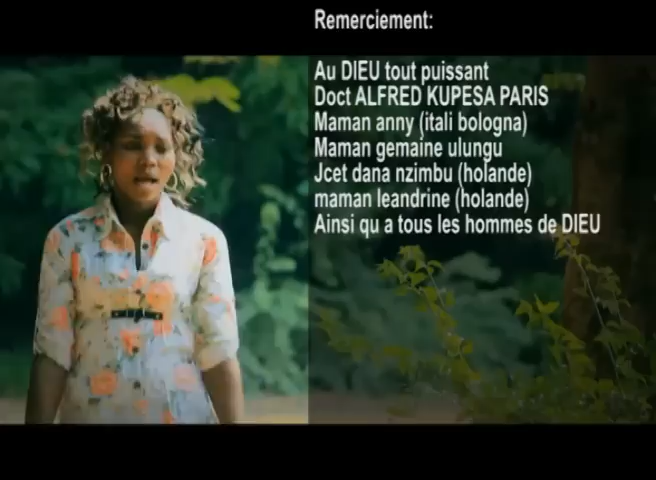 Remerciement:
Au DIEU tout puissant
Doct ALFRED KUPESA PARIS
Maman anny (itali bologna)
Maman gemaine ulungu
Jcet dana nzimbu (holande)
maman leandrine (holande)
Ainsi qu a tous les hommes de DIEU